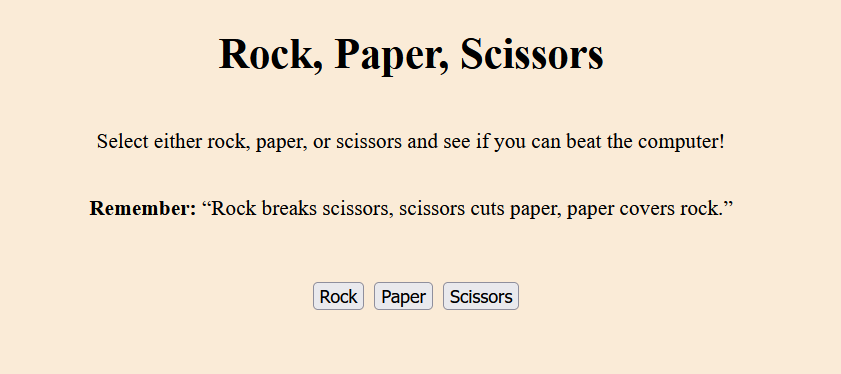 Rock, Paper, Scissors
Select either rock, paper, or scissors and see if you can beat the computer!
Remember: “Rock breaks scissors, scissors cuts paper, paper covers rock.”
Rock Paper Scissors